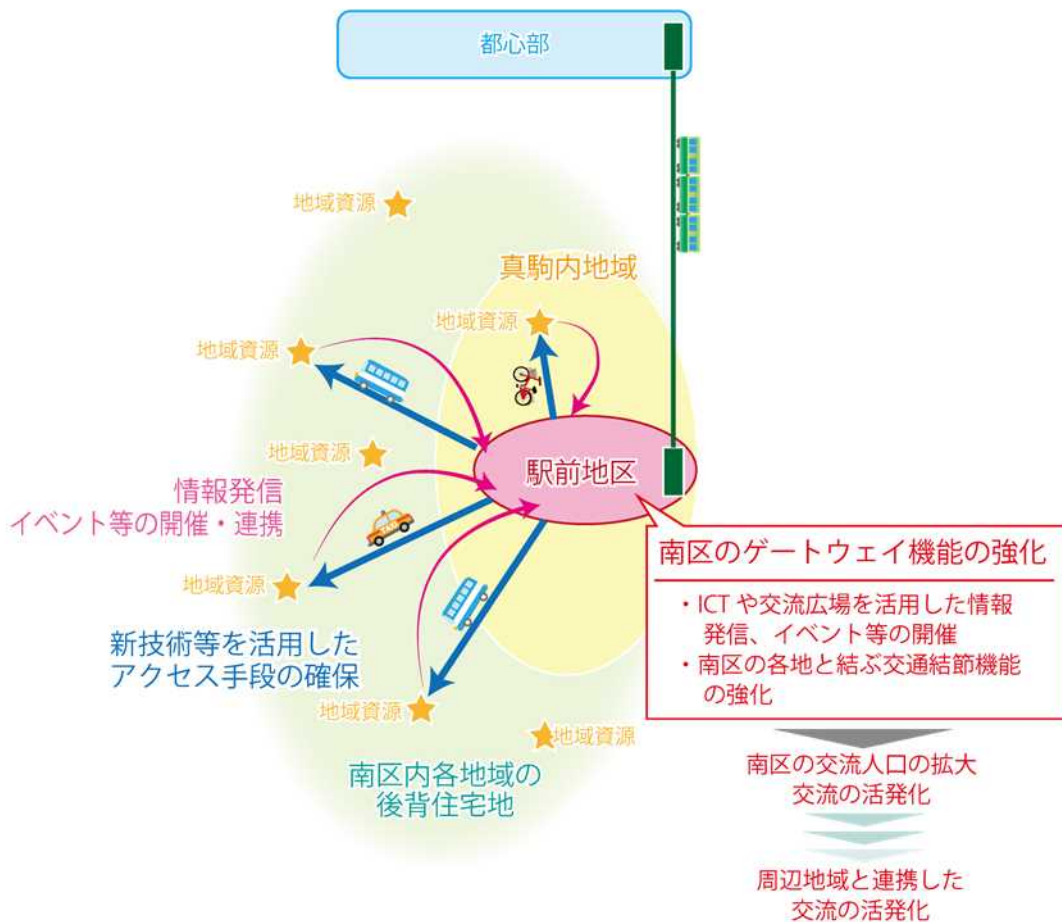 都心部
地域資源
真駒内地域
地域資源
地域資源
地域資源
駅前地区
情報発信
イベント等の開催・連携
南区のゲートウェイ機能の強化
・ICT や交流広場を活用した情報
発信、イベント等の開催
・南区の各地と結ぶ交通結節機能
の強化
地域資源
新技術等を活用した
アクセス手段の確保
地域資源
地域資源
南区内各地域の
後背住宅地
南区の交流人口の拡大
交流の活発化
周辺地域と連携した
交流の活発化